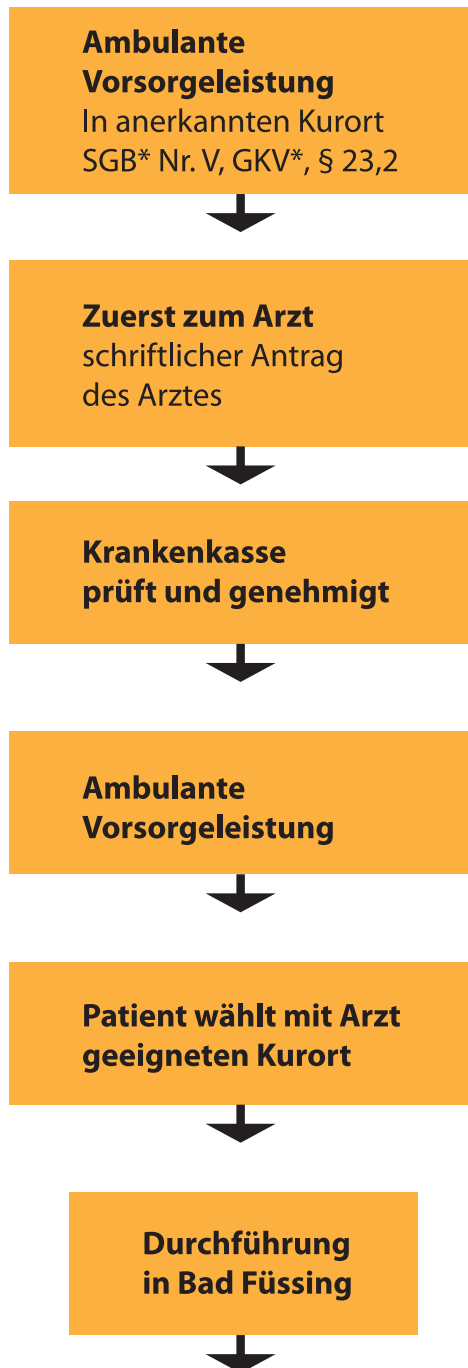 Ambulante
Vorsorgeleistung
In anerkannten Kurort
SGB* Nr. V, GKV*, § 23,2
Zuerst zum Arzt
schriftlicher Antrag
des Arztes
Krankenkasse
prüft und genehmigt
Ambulante
Vorsorgeleistung
Patient wählt mit Arzt
geeigneten Kurort
Durchführung
in Bad Füssing